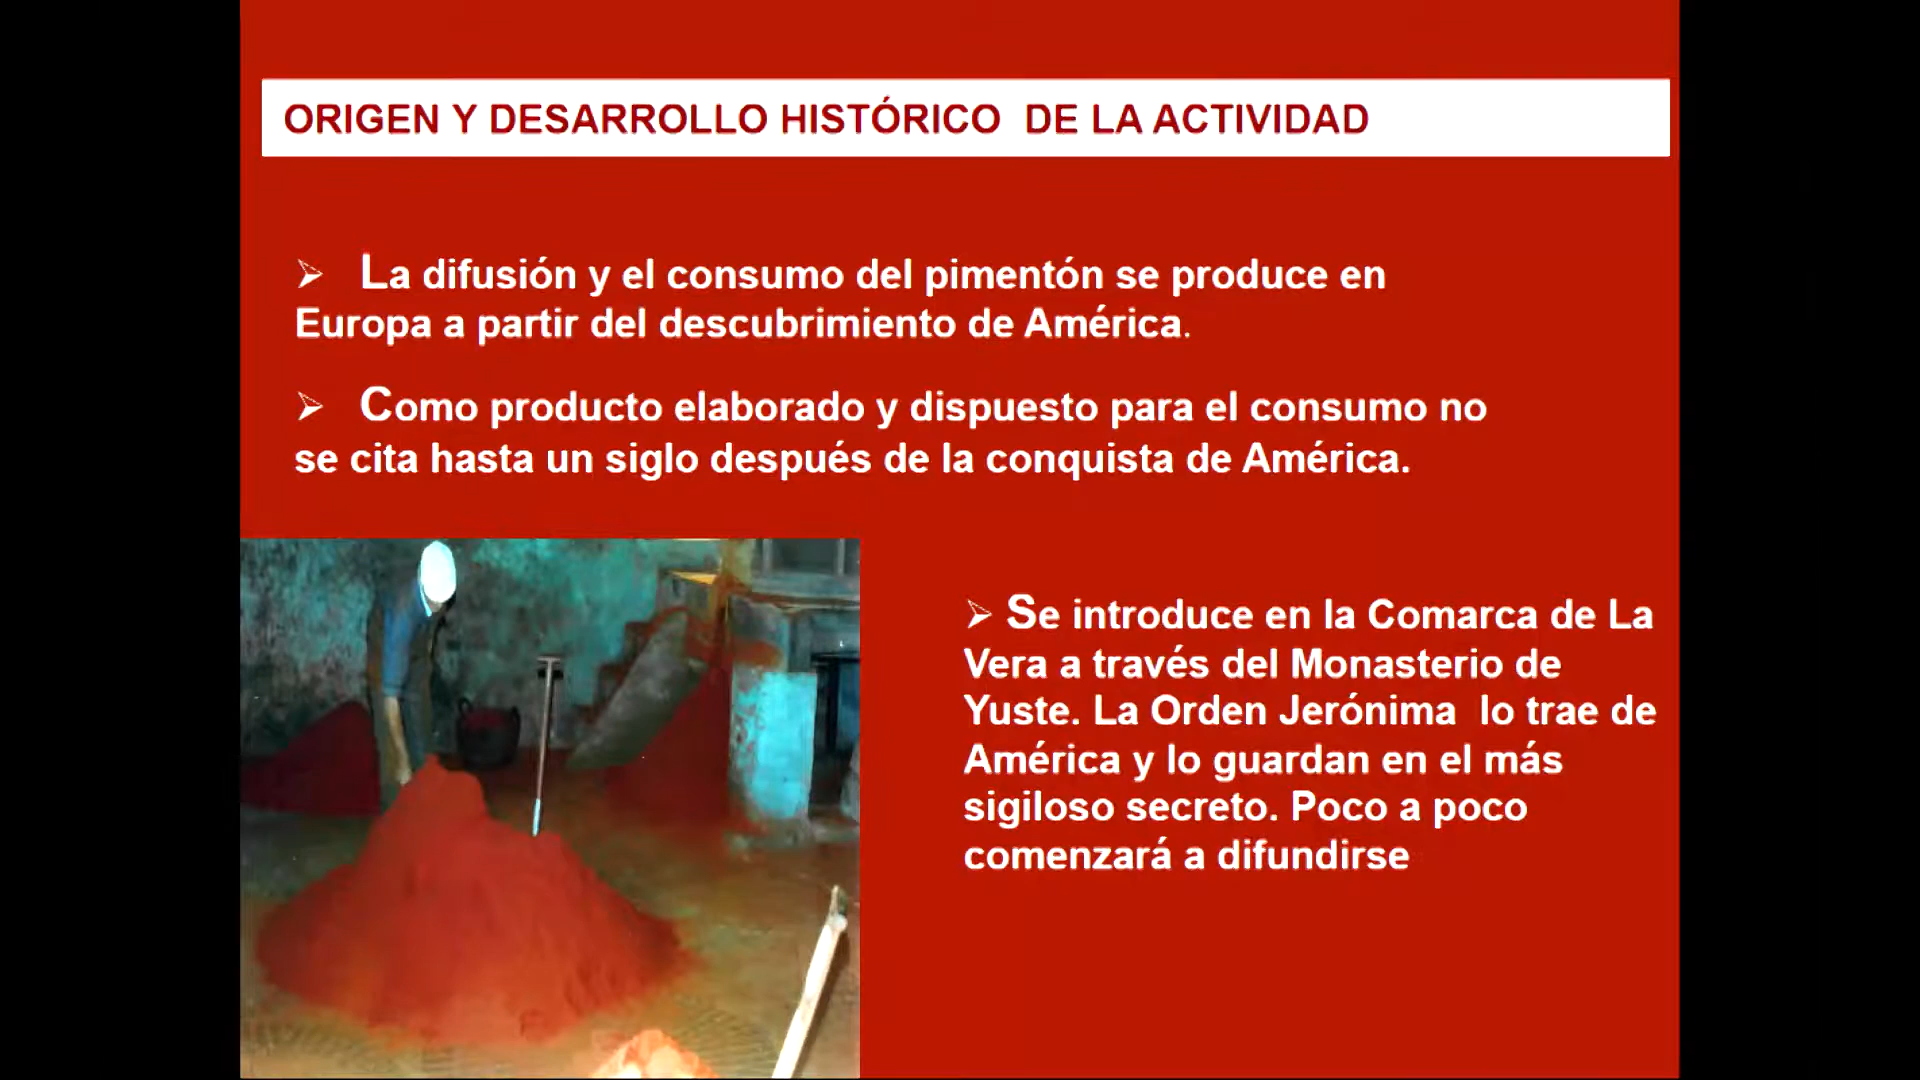 ORIGEN Y DESARROLLO HISTÓRICO DE LA ACTIVIDAD
➢ La difusión y el consumo del pimentón se produce en
Europa a partir del descubrimiento de América.
➢ Como producto elaborado y dispuesto para el consumo no
se cita hasta un siglo después de la conquista de América.
➢ Se introduce en la Comarca de La
Vera a través del Monasterio de
Yuste. La Orden Jerónima lo trae de
América y lo guardan en el más
sigiloso secreto. Poco a poco
comenzará a difundirse